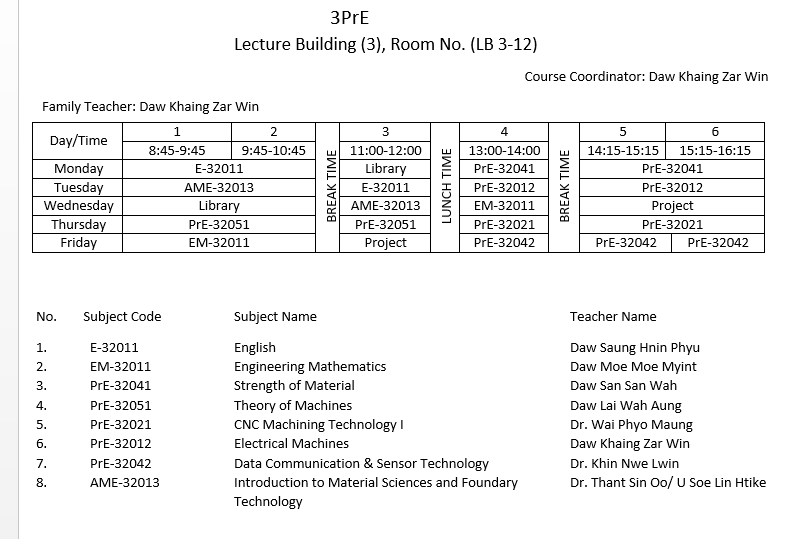 3PrE
Lecture Building (3), Room No. (LB 3-12)
Course Coordinator: Daw Khaing Zar Win
Family Teacher: Daw Khaing Zar Win
Day/Time 1 2 BREAK TIME 3 LUNCH TIME 4 BREAK TIME 5 6
8:45-9:45 9:45-10:45 11:00-12:00 13:00-14:00 14:15-15:15 15:15-16:15
Monday E-32011 Library PrE-32041 PrE-32041
Tuesday AME-32013 E-32011 PrE-32012 PrE-32012
Wednesday Library AME-32013 EM-32011 Project
Thursday PrE-32051 PrE-32051 PrE-32021 PrE-32021
Friday EM-32011 Project PrE-32042 PrE-32042 PrE-32042
No. Subject Code Subject Name Teacher Name
1. E-32011 English Daw Saung Hnin Phyu
2. EM-32011 Engineering Mathematics Daw Moe Moe Myint
3. PrE-32041 Strength of Material Daw San San Wah
4. PrE-32051 Theory of Machines Daw Lai Wah Aung
5. PrE-32021 CNC Machining Technology I Dr. Wai Phyo Maung
6. PrE-32012 Electrical Machines Daw Khaing Zar Win
7. PrE-32042 Data Communication & Sensor Technology Dr. Khin Nwe Lwin
8. AME-32013 Introduction to Material Sciences and Foundary Dr. Thant Sin Oo/ U Soe Lin Htike
Technology